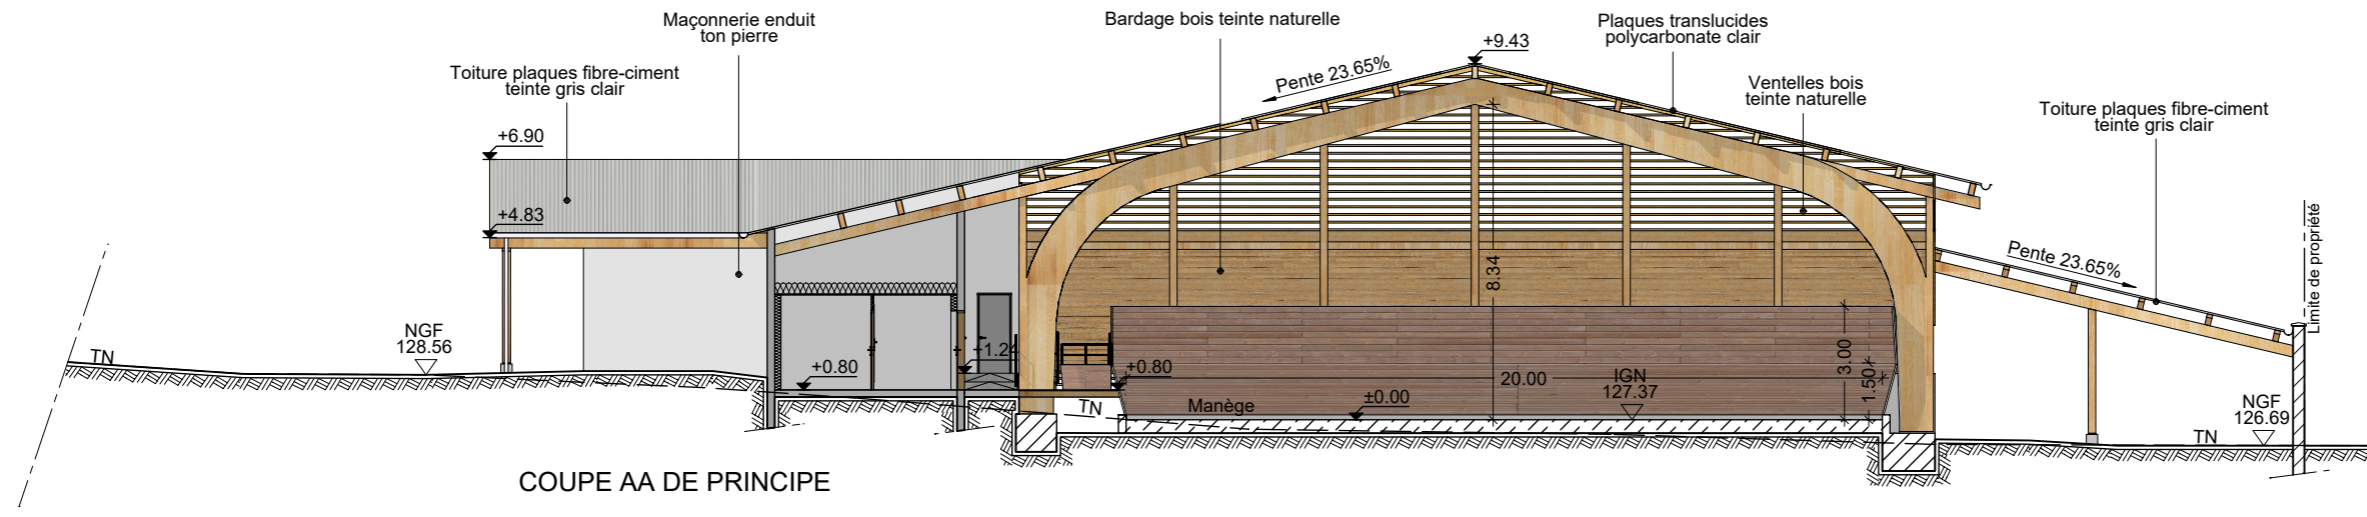 Maçonnerie enduit
ton pierre
Bardage bois teinte naturelle
Plaques translucides
polycarbonate clair
+9.43
Toiture plaques fibre-ciment
teinte gris clair
Pente 23.65%
Ventelles bois
teinte naturelle
Toiture plaques fibre-ciment
teinte gris clair
+6.90
+4.83
Limite de propriété
Pente 23.65%
8.34
NGF
128.56
TN
+0.80
+1.24
+0.80
20.00
IGN
127.37
3.00
1.50
TN
Manège
±0.00
NGF
126.69
TN
COUPE AA DE PRINCIPE